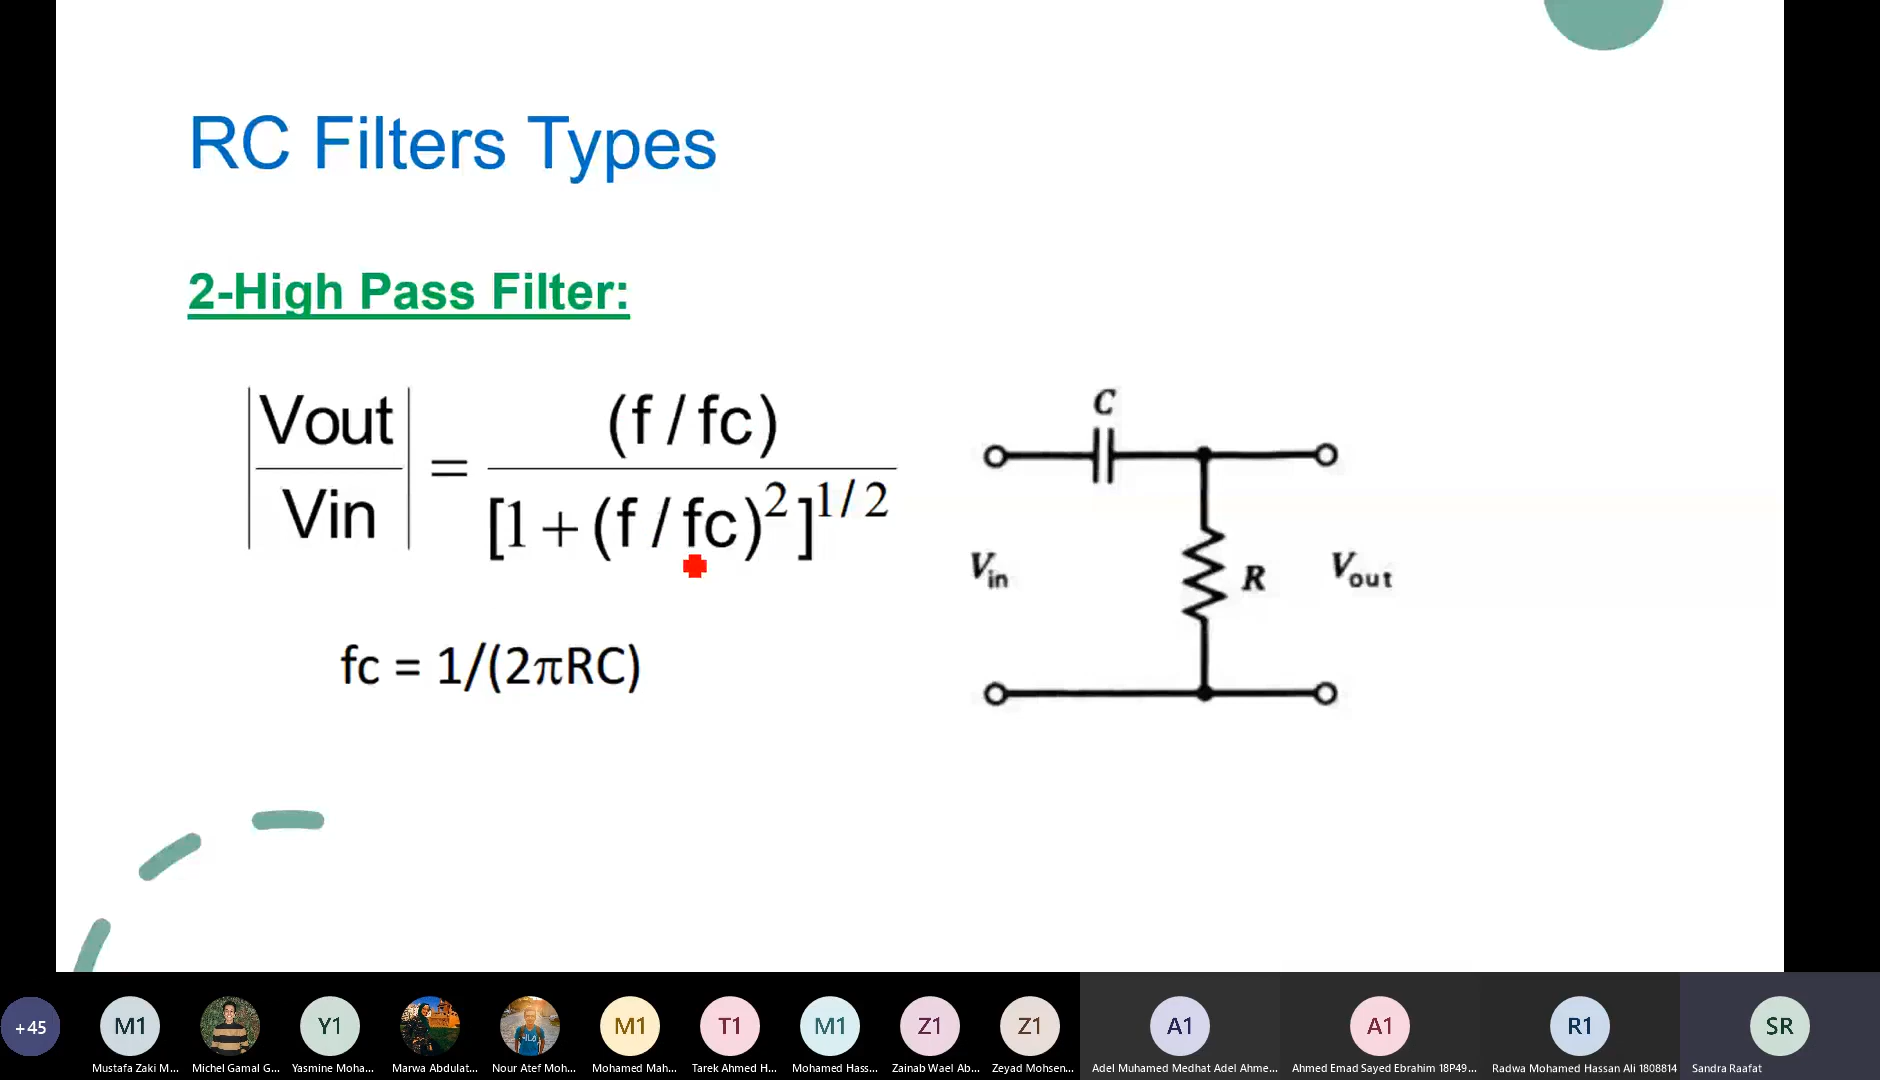 RC Filters Types
2-High Pass Filter:
|Vout / Vin| = (f / fc) / [1 + (f / fc)^2]^1/2
fc = 1/(2πRC)
C
Vin
R
Vout
+45
M1
Y1
M1
T1
M1
Z1
Z1
A1
A1
R1
SR
Mustafa Zaki M...
Michel Gamal G...
Yasmine Moha...
Marwa Abdulat...
Nour Atef Moh...
Mohamed Mah...
Tarek Ahmed H...
Mohamed Hass...
Zainab Wael Ab...
Zeyad Mohsen...
Adel Muhamed Medhat Adel Ahme...
Ahmed Emad Sayed Ebrahim 18P49...
Radwa Mohamed Hassan Ali 1808814
Sandra Raafat